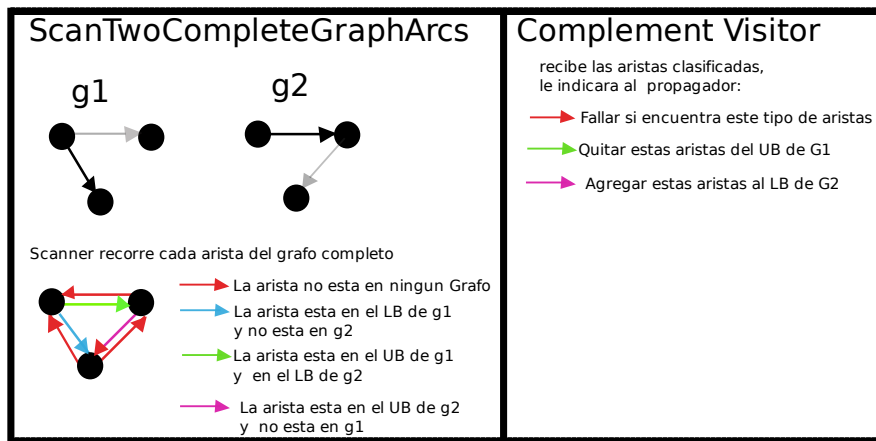 ScanTwoCompleteGraphArcs
g1
g2
Scanner recorre cada arista del grafo completo
La arista no esta en ningun Grafo
La arista esta en el LB de g1
y no esta en g2
La arista esta en el UB de g1
y en el LB de g2
La arista esta en el UB de g2
y no esta en g1
Complement Visitor
recibe las aristas clasificadas,
le indicara al propagador:
Fallar si encuentra este tipo de aristas
Quitar estas aristas del UB de G1
Agregar estas aristas al LB de G2